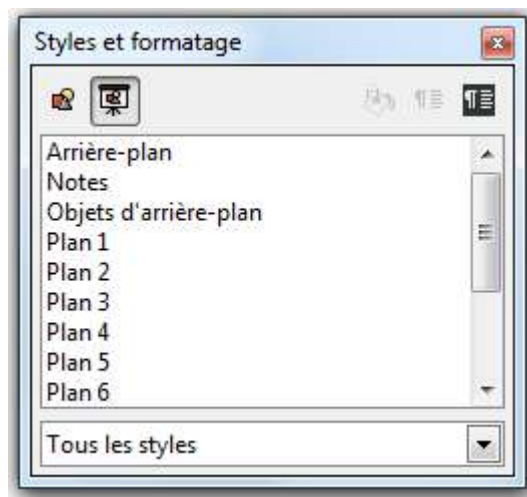 Styles et formatage
Arrière-plan
Notes
Objets d'arrière-plan
Plan 1
Plan 2
Plan 3
Plan 4
Plan 5
Plan 6
Tous les styles